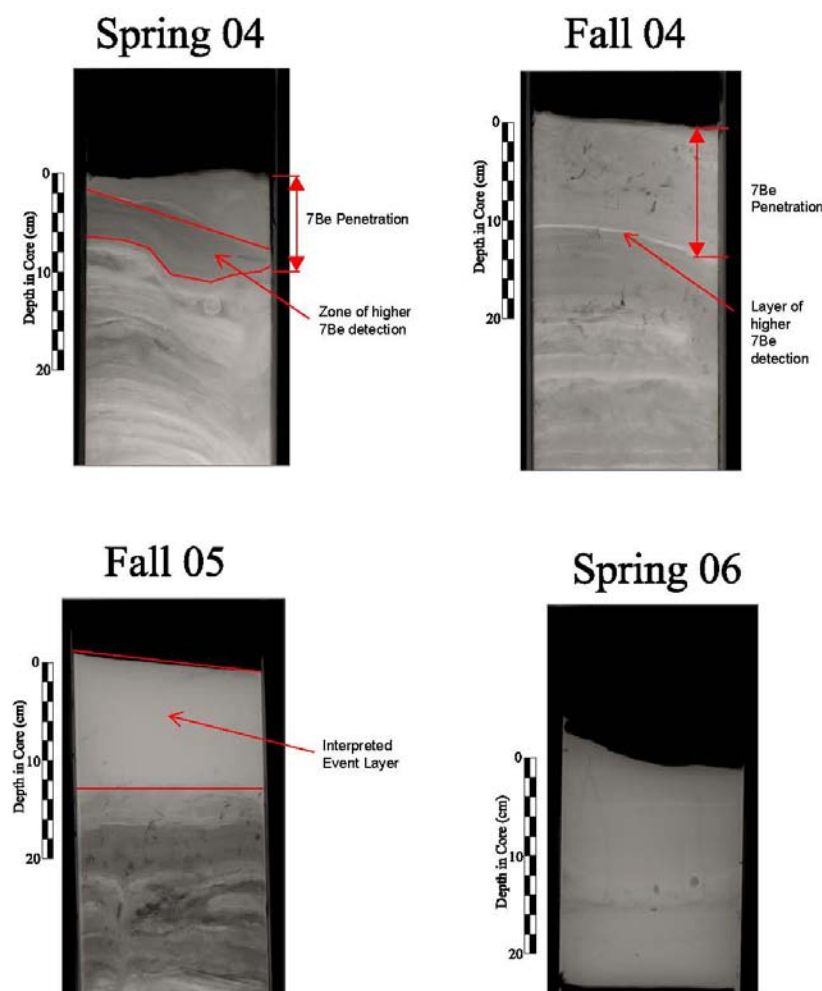 Spring 04
Fall 04
0
10
20
Depth in Core (cm)
7Be Penetration
Zone of higher
7Be detection
0
10
20
Depth in Core (cm)
7Be
Penetration
Layer of
higher
7Be
detection
Fall 05
Spring 06
0
10
20
Depth in Core (cm)
Interpreted
Event Layer
0
10
20
Depth in Core (cm)